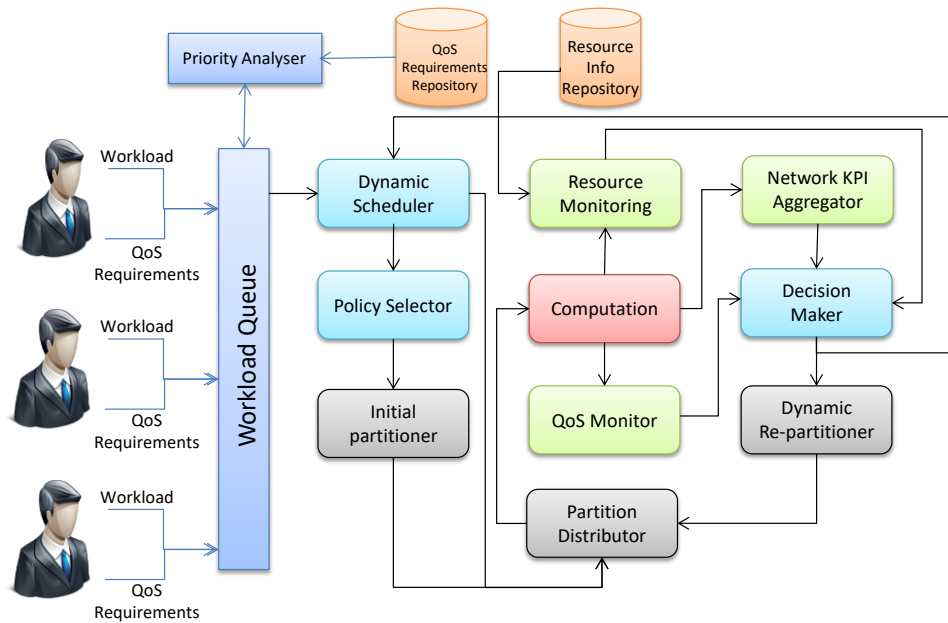 Priority Analyser
QoS
Requirements
Repository
Resource
Info
Repository
Workload
QoS
Requirements
Workload
QoS
Requirements
Workload
QoS
Requirements
Workload Queue
Dynamic
Scheduler
Policy Selector
Initial
partitioner
Resource
Monitoring
Computation
QoS Monitor
Partition
Distributor
Network KPI
Aggregator
Decision
Maker
Dynamic
Re-partitioner